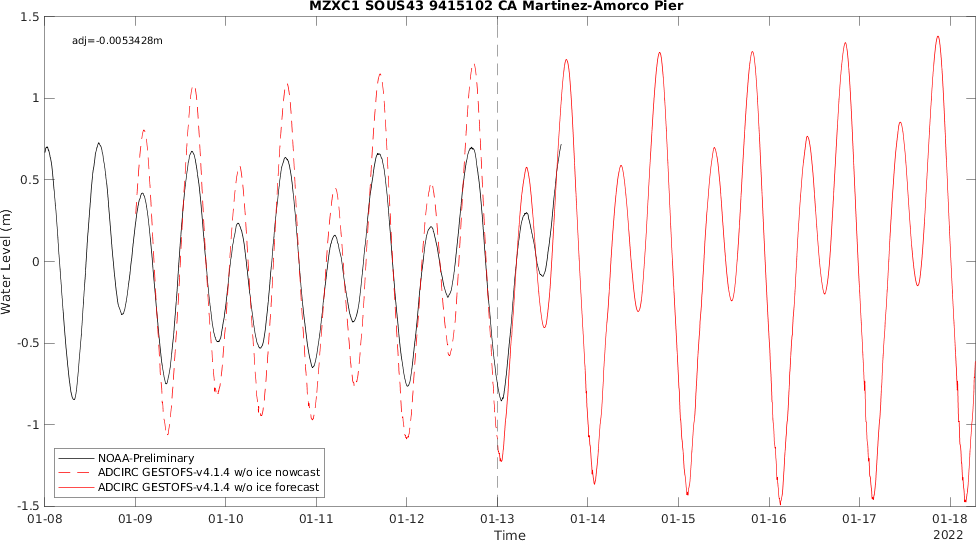 MZXC1 SOUS43 9415102 CA Martinez-Amorco Pier
adj=-0.0053428m
1.5
1
0.5
0
-0.5
-1
-1.5
Water Level (m)
NOAA-Preliminary
ADCIRC GESTOFS-v4.1.4 w/o ice nowcast
ADCIRC GESTOFS-v4.1.4 w/o ice forecast
01-08 01-09 01-10 01-11 01-12 01-13 01-14 01-15 01-16 01-17 01-18
Time
2022